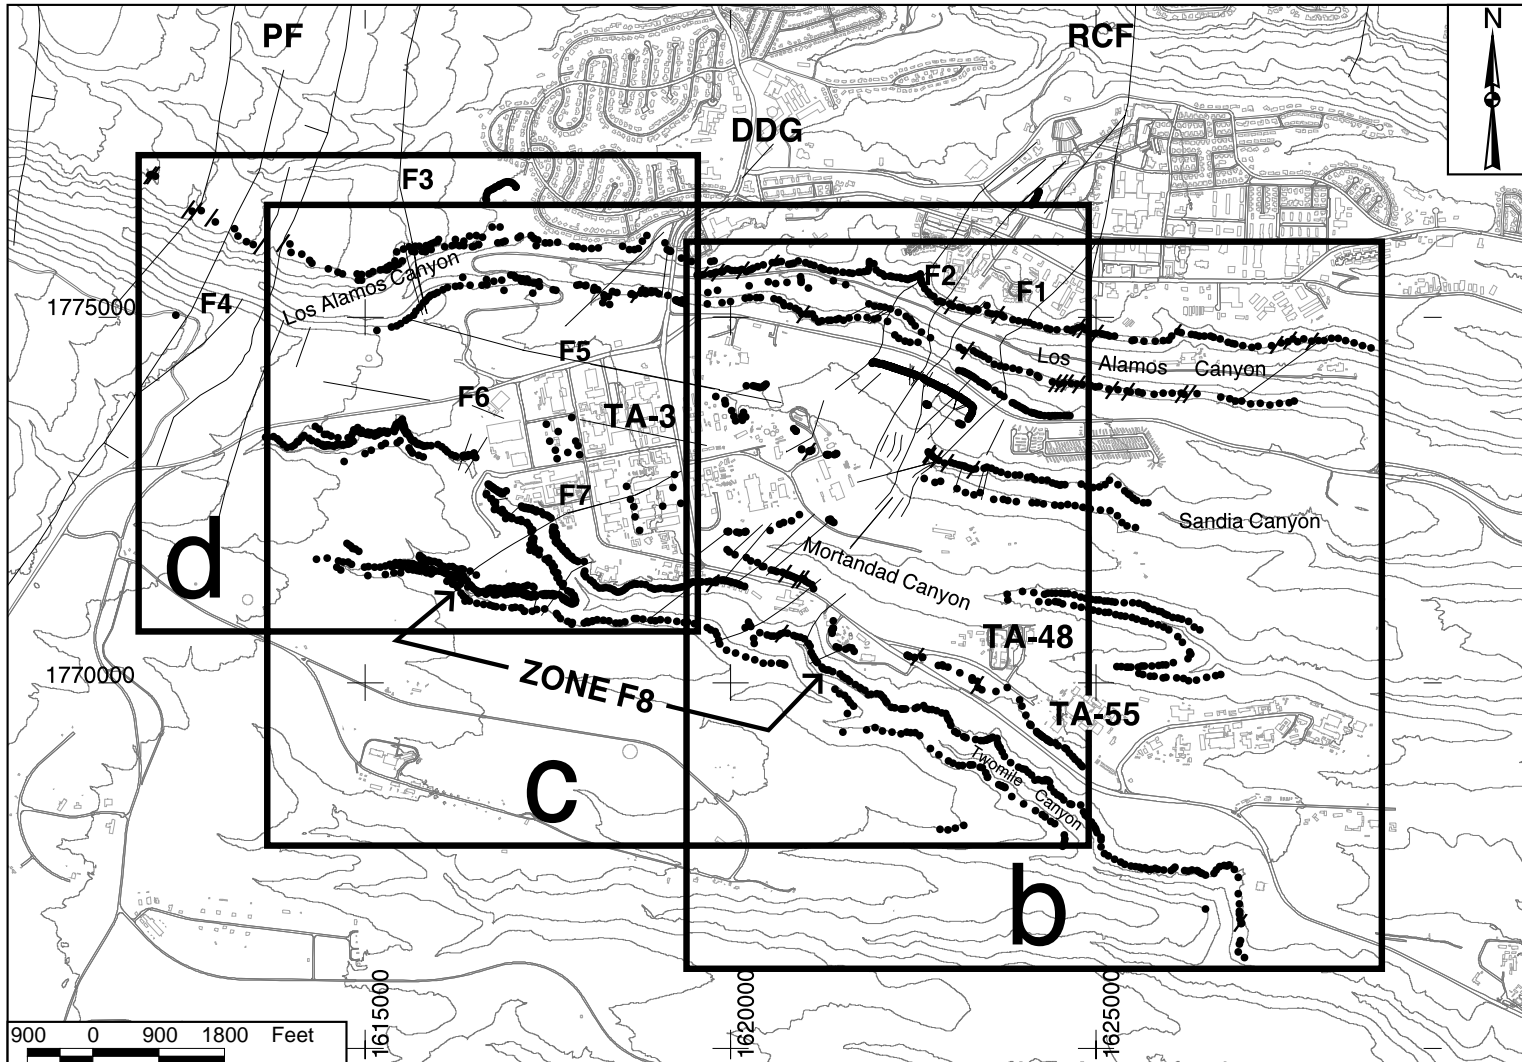 PF
RCF
N
DDG
F3
Los Alamos Canyon
F2
F1
1775000
F4
F5
Los Alamos Canyon
F6
TA-3
F7
Sandia Canyon
d
Mortandad Canyon
TA-48
1770000
ZONE F8
TA-55
Twomile Canyon
c
b
900 0 900 1800 Feet
1615000
1620000
1625000